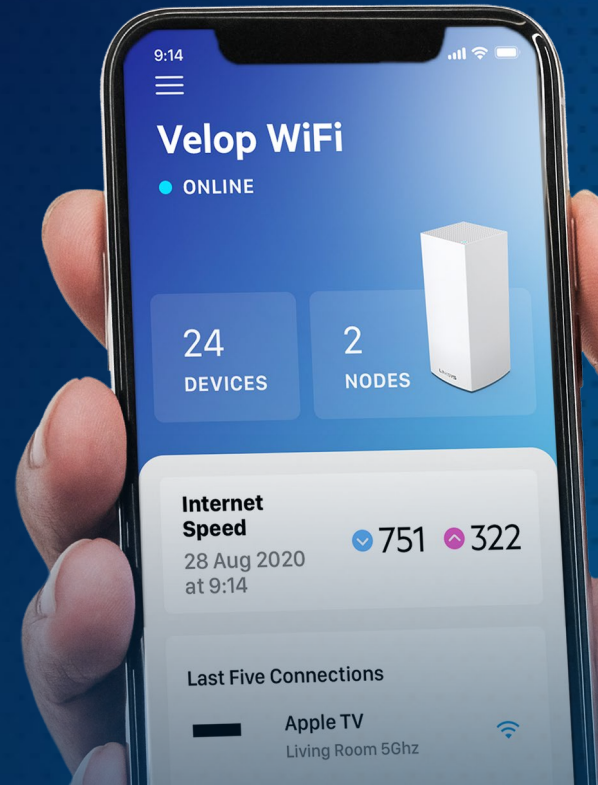 9:14
Velop WiFi
ONLINE
24
DEVICES
2
NODES
LINKSYS
Internet
Speed
28 Aug 2020
at 9:14
751
322
Last Five Connections
Apple TV
Living Room 5Ghz